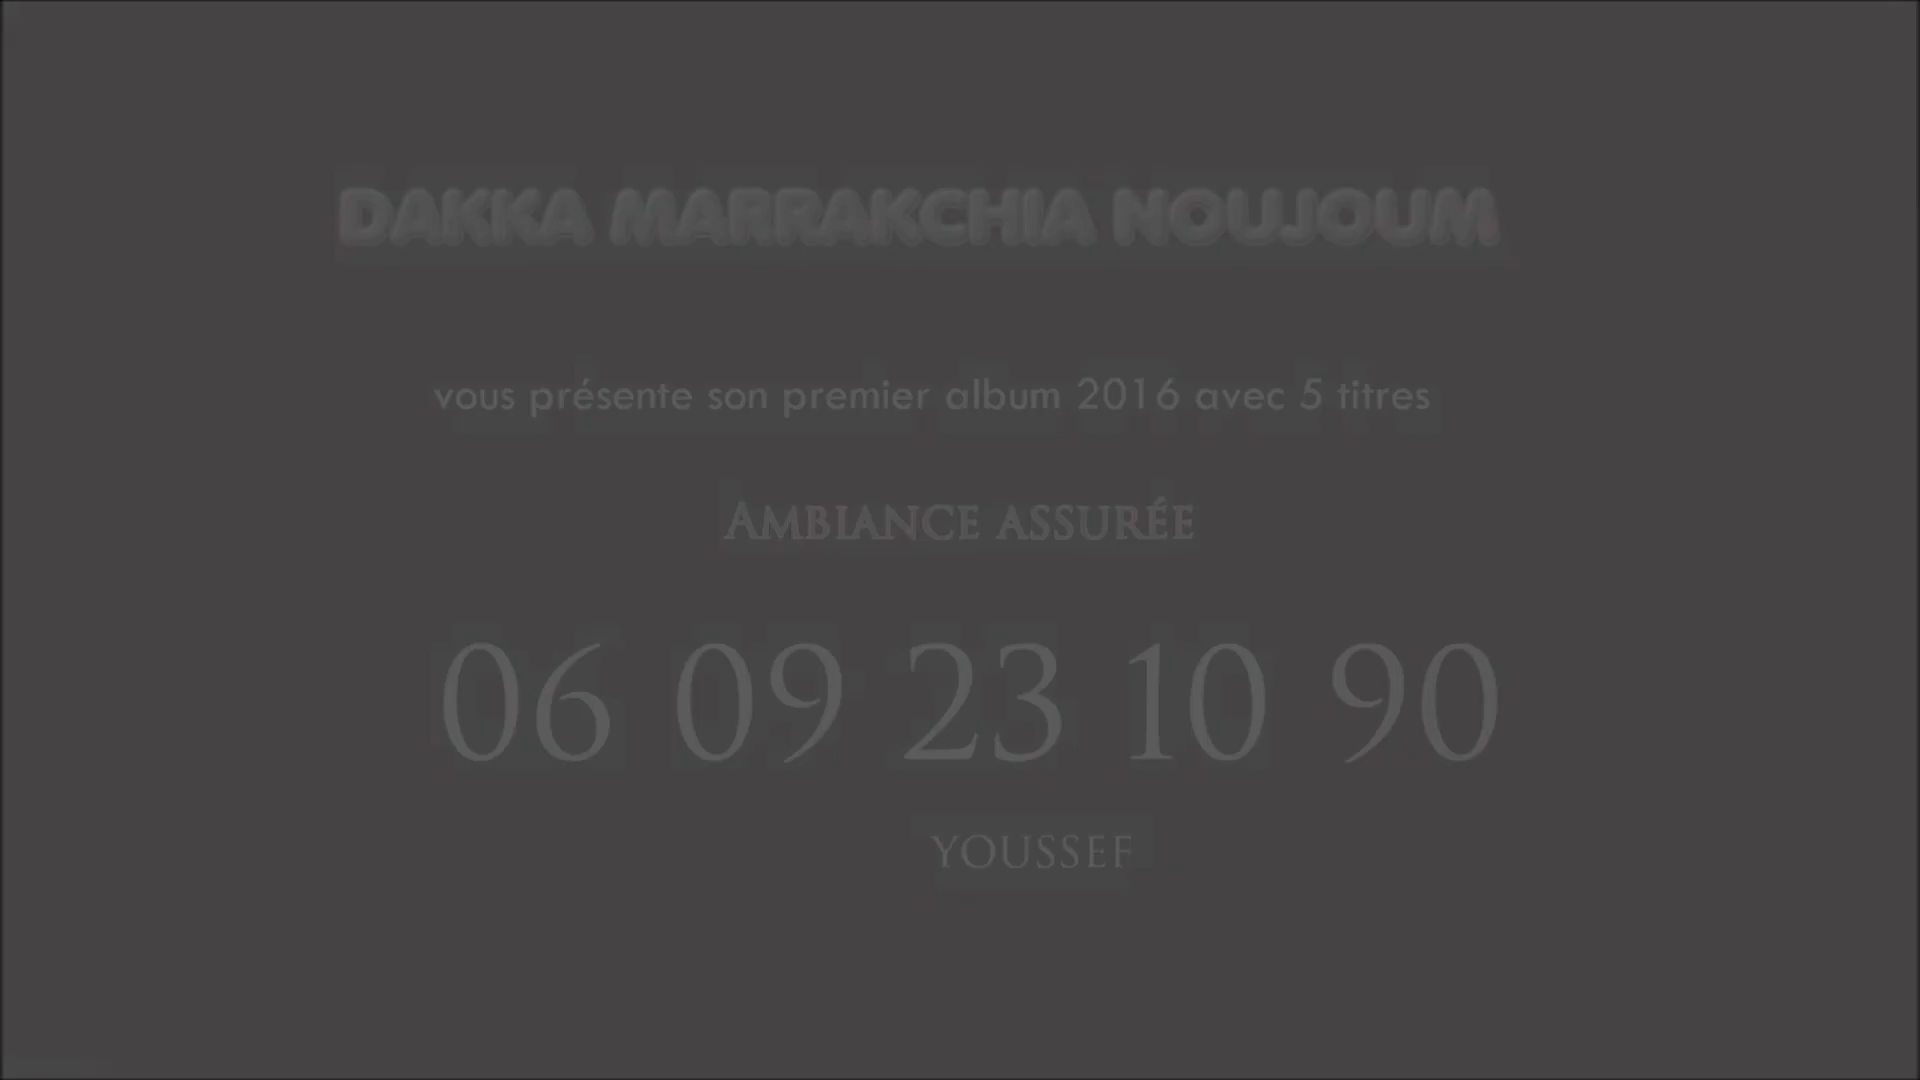 DAKKA MARRAKCHIA NOUJOUM
vous présente son premier album 2016 avec 5 titres
AMBIANCE ASSURÉE
06 09 23 10 90
YOUSSEF